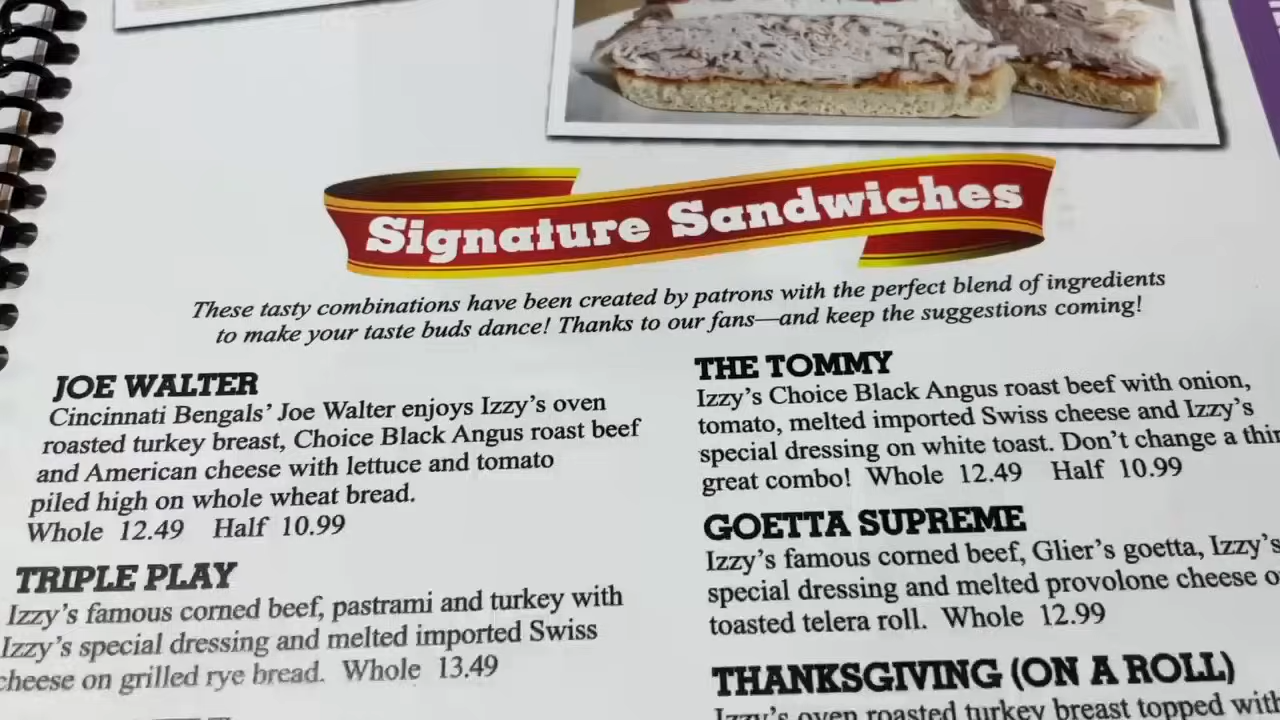 Signature Sandwiches
These tasty combinations have been created by patrons with the perfect blend of ingredients
to make your taste buds dance! Thanks to our fans—and keep the suggestions coming!
JOE WALTER
Cincinnati Bengals' Joe Walter enjoys Izzy's oven
roasted turkey breast, Choice Black Angus roast beef
and American cheese with lettuce and tomato
piled high on whole wheat bread.
Whole 12.49 Half 10.99
TRIPLE PLAY
Izzy's famous corned beef, pastrami and turkey with
Izzy's special dressing and melted imported Swiss
cheese on grilled rye bread. Whole 13.49
THE TOMMY
Izzy's Choice Black Angus roast beef with onion,
tomato, melted imported Swiss cheese and Izzy's
special dressing on white toast. Don't change a
great combo! Whole 12.49 Half 10.99
GOETTA SUPREME
Izzy's famous corned beef, Glier's goetta, Izzy's
special dressing and melted provolone cheese
toasted telera roll. Whole 12.99
THANKSGIVING (ON A ROLL)
Izzy's oven roasted turkey breast topped with